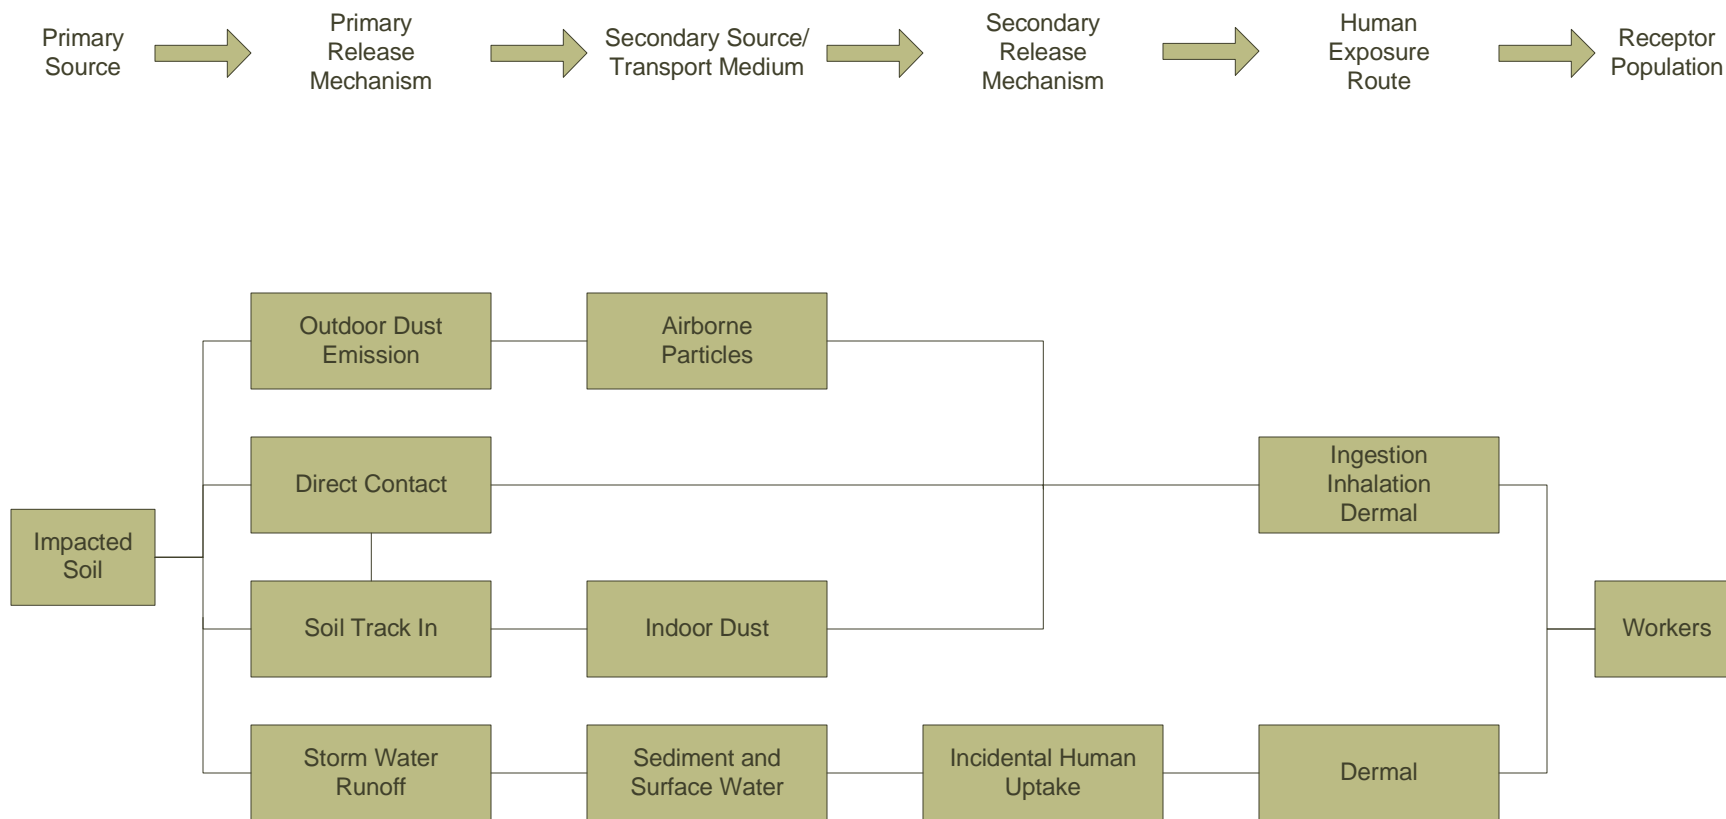 Primary
Source
Primary
Release
Mechanism
Secondary Source/
Transport Medium
Secondary
Release
Mechanism
Human
Exposure
Route
Receptor
Population
Outdoor Dust
Emission
Airborne
Particles
Direct Contact
Ingestion
Inhalation
Dermal
Impacted
Soil
Soil Track In
Indoor Dust
Workers
Storm Water
Runoff
Sediment and
Surface Water
Incidental Human
Uptake
Dermal